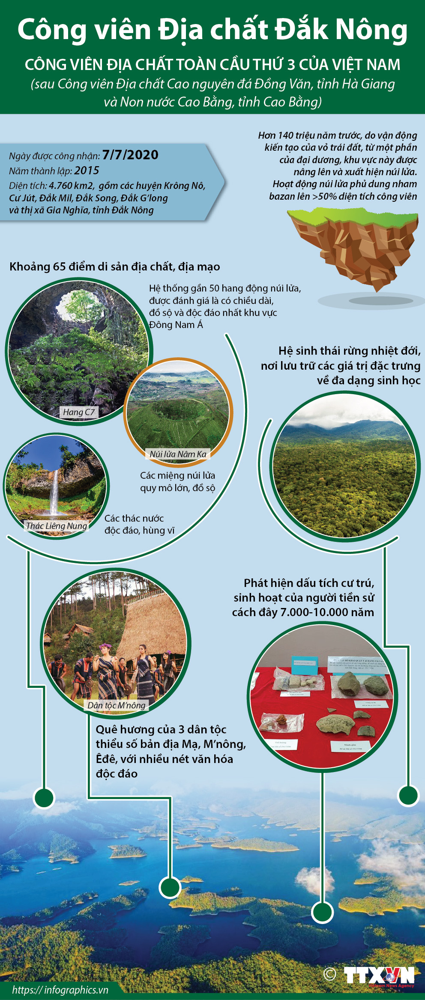 Công viên Địa chất Đắk Nông
CÔNG VIÊN ĐỊA CHẤT TOÀN CẦU THỨ 3 CỦA VIỆT NAM
(sau Công viên Địa chất Cao nguyên đá Đồng Văn, tỉnh Hà Giang
và Non nước Cao Bằng, tỉnh Cao Bằng)
Ngày được công nhận: 7/7/2020
Năm thành lập: 2015
Diện tích: 4.760 km2, gồm các huyện Krông Nô,
Cư Jút, Đắk Mil, Đắk Song, Đắk G'long
và thị xã Gia Nghĩa, tỉnh Đắk Nông
Hơn 140 triệu năm trước, do vận động
kiến tạo của vỏ trái đất, từ một phần
của đại dương, khu vực này được
nâng lên và xuất hiện núi lửa.
Hoạt động núi lửa phủ dung nham
bazan lên >50% diện tích công viên
Khoảng 65 điểm di sản địa chất, địa mạo
Hệ thống gần 50 hang động núi lửa,
được đánh giá là có chiều dài,
đồ sộ và độc đáo nhất khu vực
Đông Nam Á
Hang C7
Núi lửa Nâm Ka
Các miệng núi lửa
quy mô lớn, đồ sộ
Thác Liêng Nung
Các thác nước
độc đáo, hùng vĩ
Hệ sinh thái rừng nhiệt đới,
nơi lưu trữ các giá trị đặc trưng
về đa dạng sinh học
Dân tộc M'nông
Quê hương của 3 dân tộc
thiểu số bản địa Mạ, M'nông,
Êđê, với nhiều nét văn hóa
độc đáo
Phát hiện dấu tích cư trú,
sinh hoạt của người tiền sử
cách đây 7.000-10.000 năm
Công cụ đá
Mảnh gốm
© TTXVN
Vietnam News Agency
https:// infographics.vn